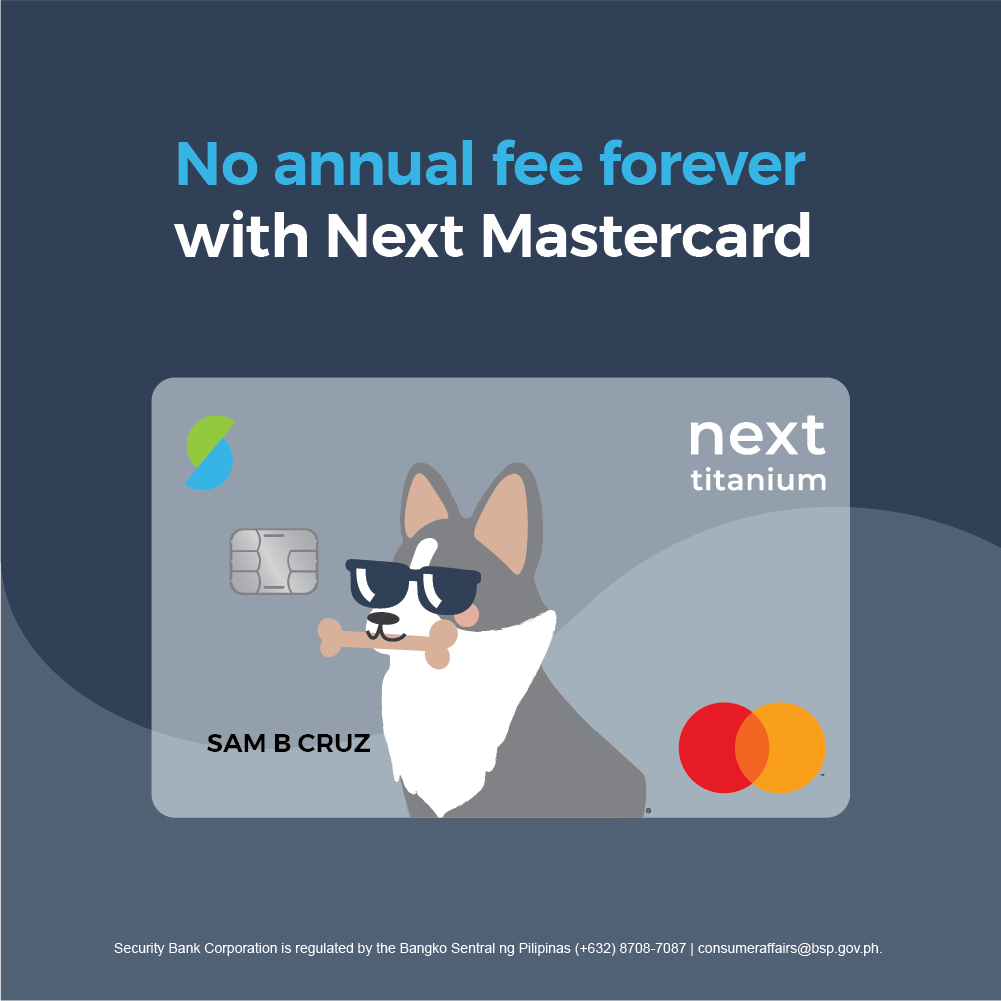 No annual fee forever
with Next Mastercard
next
titanium
SAM B CRUZ
Security Bank Corporation is regulated by the Bangko Sentral ng Pilipinas (+632) 8708-7087 | consumeraffairs@bsp.gov.ph.